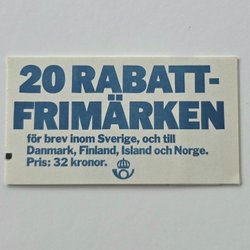 20 RABATT-
FRIMÄRKEN
för brev inom Sverige, och till
Danmark, Finland, Island och Norge.
Pris: 32 kronor.